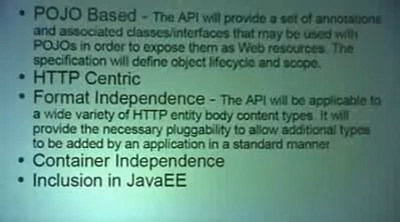 • POJO Based - The API will provide a set of annotations
and associated classes/interfaces that may be used with
POJOs in order to expose them as Web resources. The
specification will define object lifecycle and scope.
• HTTP Centric
• Format Independence - The API will be applicable to
a wide variety of HTTP entity body content types. It will
provide the necessary pluggability to allow additional types
to be added by an application in a standard manner
• Container Independence
• Inclusion in JavaEE